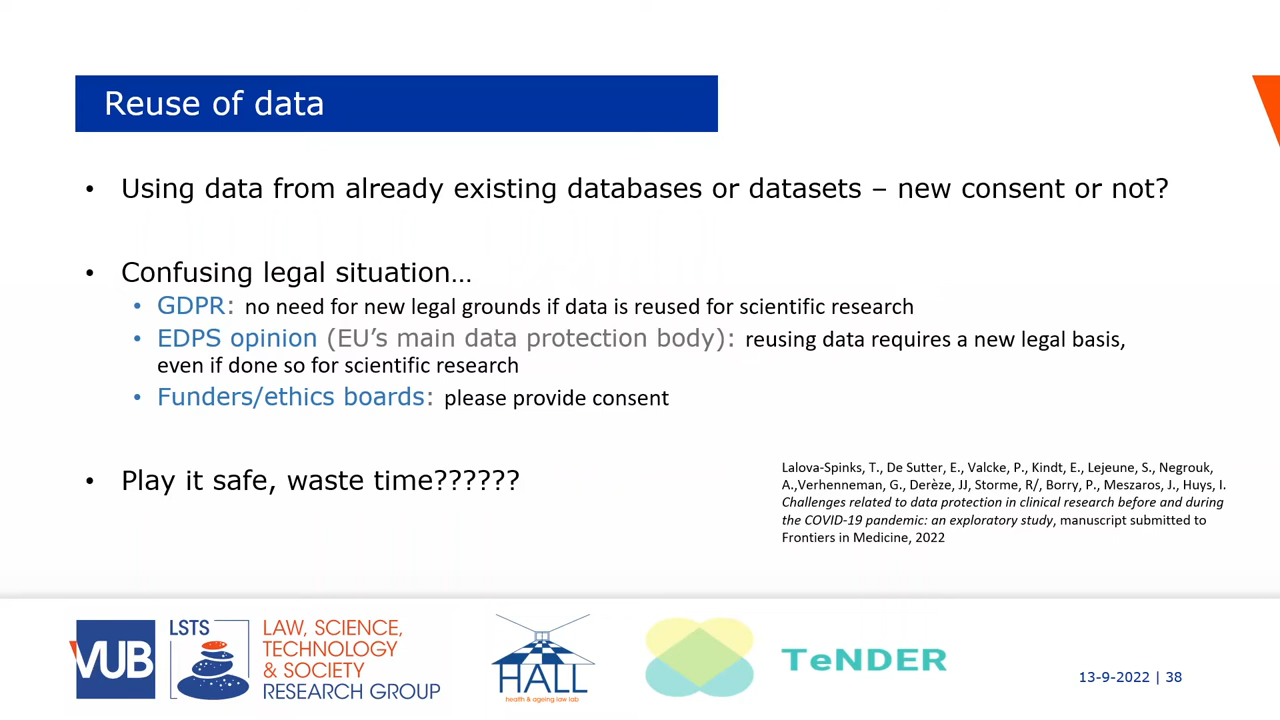 Reuse of data
• Using data from already existing databases or datasets – new consent or not?
• Confusing legal situation…
• GDPR: no need for new legal grounds if data is reused for scientific research
• EDPS opinion (EU’s main data protection body): reusing data requires a new legal basis,
even if done so for scientific research
• Funders/ethics boards: please provide consent
• Play it safe, waste time??????
Lalova-Spinks, T., De Sutter, E., Valcke, P., Kindt, E., Lejeune, S., Negrouk,
A.,Verhenneman, G., Derèze, JJ, Storme, R/, Borry, P., Meszaros, J., Huys, I.
Challenges related to data protection in clinical research before and during
the COVID-19 pandemic: an exploratory study, manuscript submitted to
Frontiers in Medicine, 2022
VUB
LSTS
LAW, SCIENCE,
TECHNOLOGY
& SOCIETY
RESEARCH GROUP
HALL
health & ageing law lab
TeNDER
13-9-2022 | 38